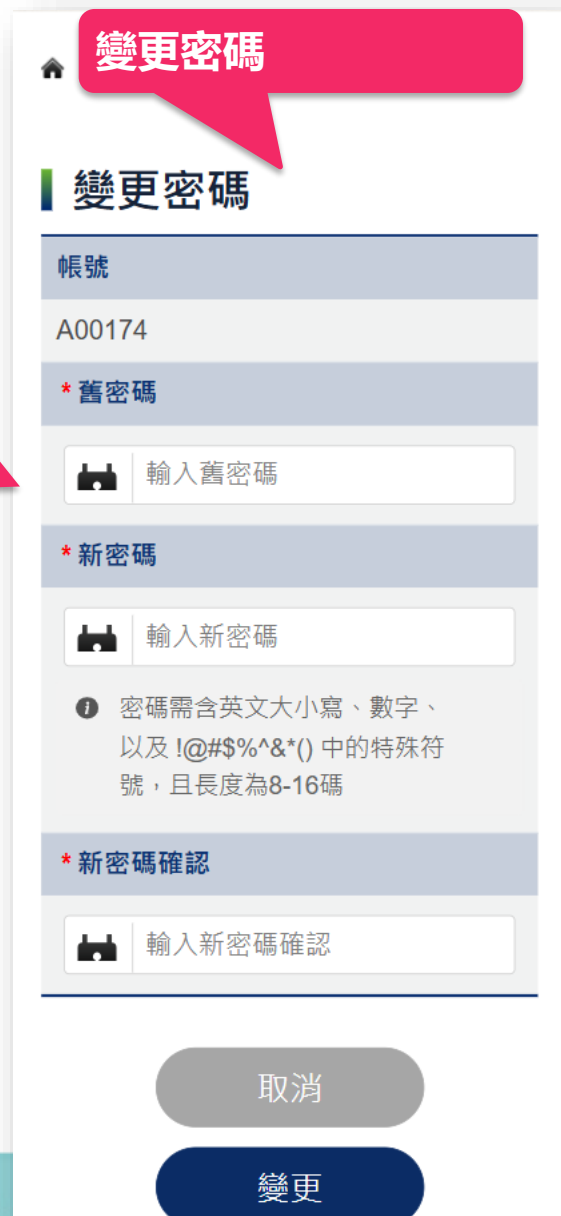 變更密碼
變更密碼
帳號
A00174
*舊密碼
輸入舊密碼
*新密碼
輸入新密碼
密碼需含英文大小寫、數字、
以及 !@#$%^&*() 中的特殊符
號，且長度為8-16碼
*新密碼確認
輸入新密碼確認
取消
變更